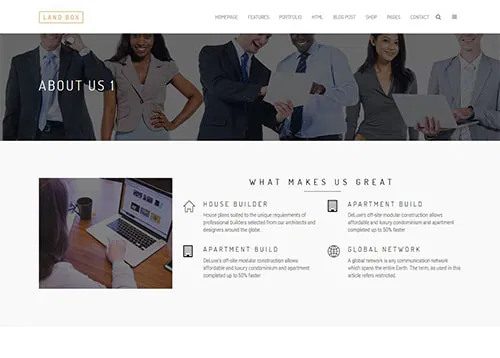 LAND BOX
HOMEPAGE FEATURES PORTFOLIO HTML BLOG POST SHOP PAGES CONTACT
ABOUT US 1
WHAT MAKES US GREAT
HOUSE BUILDER
House plans suited to the unique requirements of
professional builders selected from our architects and
designers around the globe.
APARTMENT BUILD
DeLuxe's off-site modular construction allows
affordable and luxury condominium and apartment
completed up to 50% faster
APARTMENT BUILD
DeLuxe's off-site modular construction allows
affordable and luxury condominium and apartment
completed up to 50% faster
GLOBAL NETWORK
A global network is any communication network
which spans the entire Earth. The term, as used in this
article refers restricted.